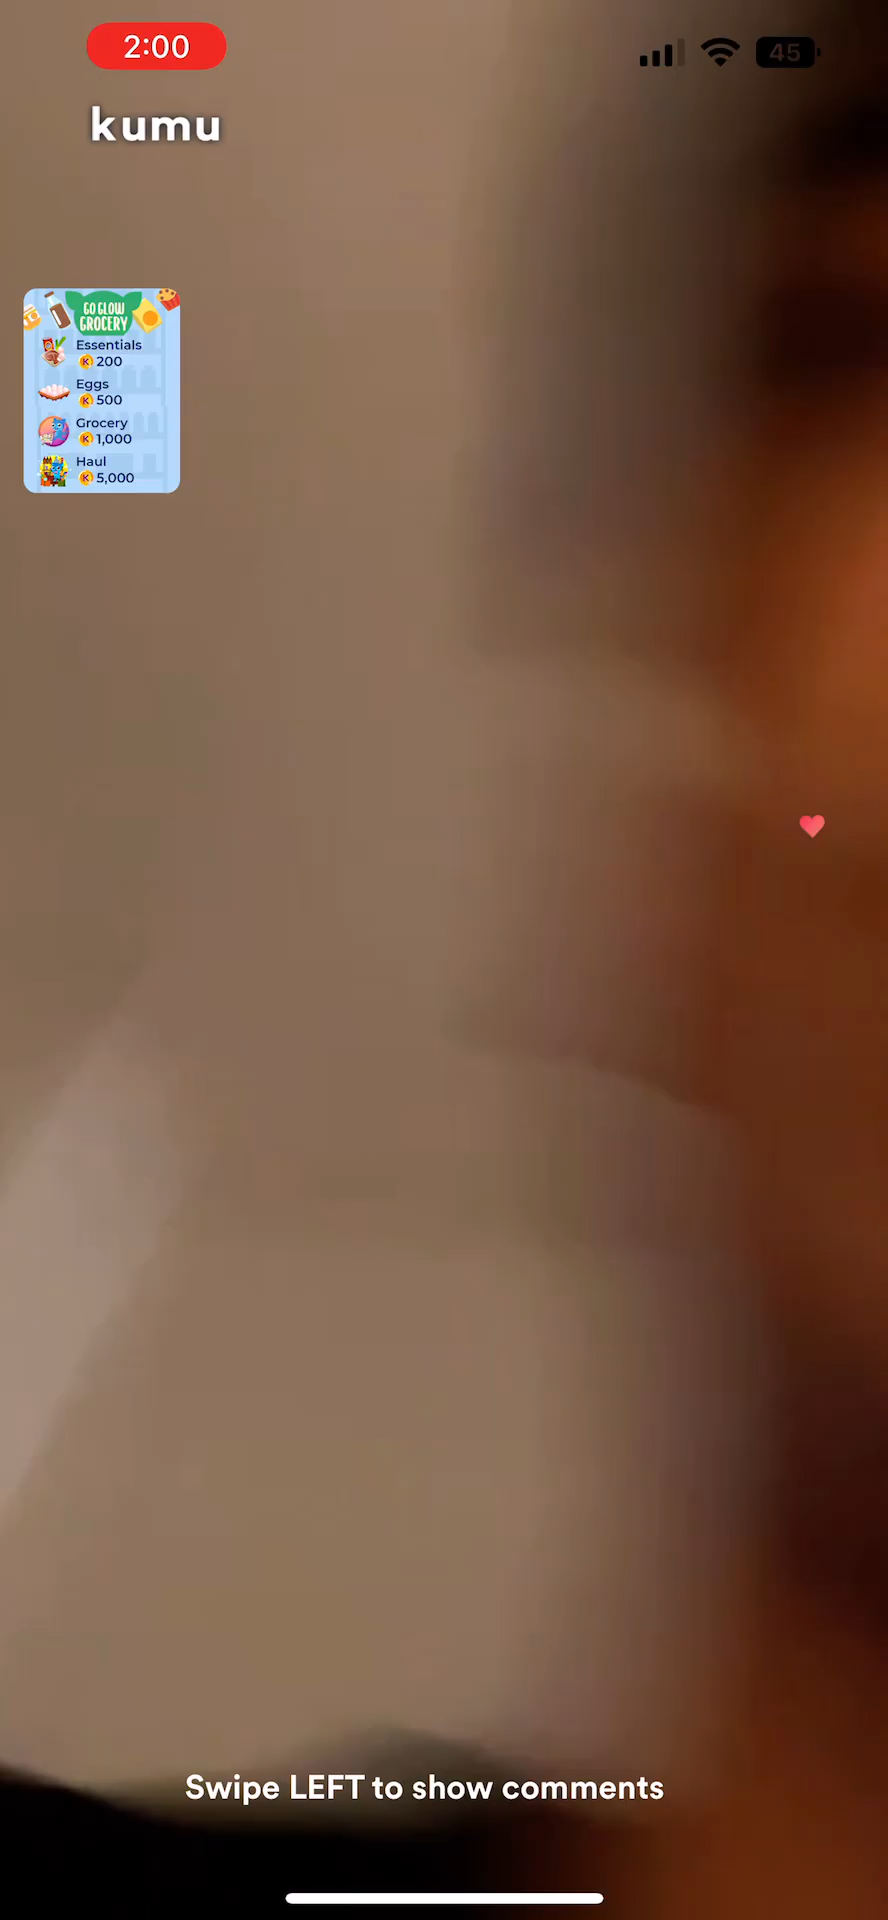 2:00
45
kumu
GO GLOW
GROCERY
Essentials
K 200
Eggs
K 500
Grocery
K 1,000
Haul
K 5,000
Swipe LEFT to show comments